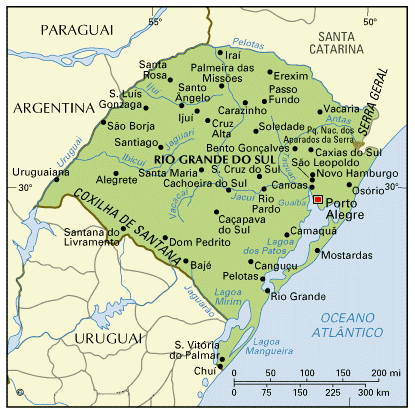 55°
50°
PARAGUAI
SANTA
CATARINA
Pelotas
Iraí
Santa
Rosa
Palmeira das
Missões
Erexim
Ijuí
Santo
Ângelo
Passo
Fundo
S. Luís
Gonzaga
Carazinho
Vacaria
SERRA GERAL
ARGENTINA
Ijuí
Cruz
Alta
Antas
São Borja
Soledade
Pq. Nac. dos
Aparados da Serra
Jaguari
Santiago
Bento Gonçalves
Caxias do Sul
Uruguai
Ibicuí
RIO GRANDE DO SUL
Taquari
São Leopoldo
Uruguaiana
Alegrete
Santa Maria
S. Cruz do Sul
Novo Hamburgo
Cachoeira do Sul
Canoas
Osório
30°
30°
Jacuí
Rio
Pardo
Guaíba
Porto
Alegre
Vacacaí
COXILHA DE SANTANA
Caçapava
do Sul
Santana do
Livramento
Camaquã
Dom Pedrito
Lagoa
dos Patos
Mostardas
Bagé
Canguçu
Pelotas
Jaguarão
Rio Grande
Lagoa
Mirim
OCEANO
ATLÂNTICO
URUGUAI
Lagoa
Mangueira
S. Vitória
do Palmar
Chuí
0 50 100 150 200 mi
0 75 150 225 300 km
©